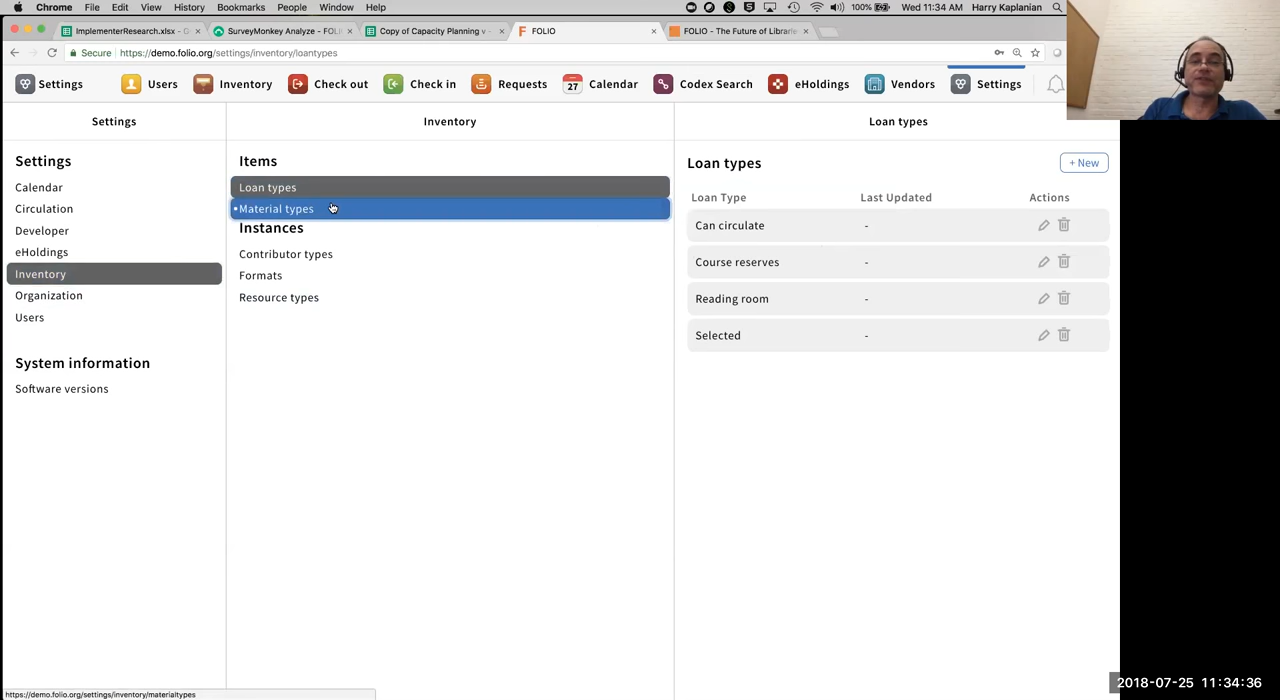 Chrome File Edit View History Bookmarks People Window Help 100% Wed 11:34 AM Harry Kaplanian
ImplementerResearch.xlsx - G × SurveyMonkey Analyze - FOLI × Copy of Capacity Planning v - × FOLIO × FOLIO - The Future of Librarie ×
Secure https://demo.folio.org/settings/inventory/loantypes
Settings Users Inventory Check out Check in Requests 27 Calendar Codex Search eHoldings Vendors Settings
Settings Inventory Loan types
Settings
Calendar
Circulation
Developer
eHoldings
Inventory
Organization
Users
System information
Software versions
Items
Loan types
Material types
Instances
Contributor types
Formats
Resource types
Loan types + New
Loan Type Last Updated Actions
Can circulate -
Course reserves -
Reading room -
Selected -
https://demo.folio.org/settings/inventory/materialtypes
2018-07-25 11:34:36